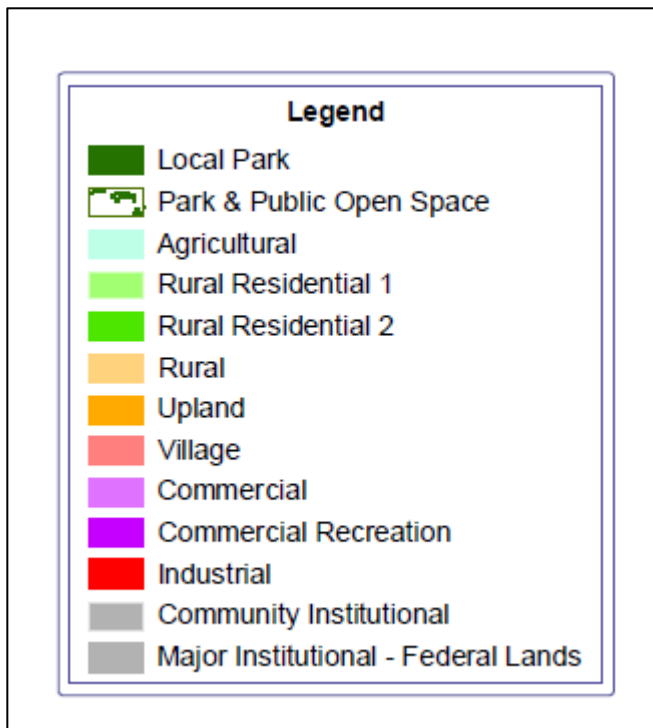 Legend
Local Park
Park & Public Open Space
Agricultural
Rural Residential 1
Rural Residential 2
Rural
Upland
Village
Commercial
Commercial Recreation
Industrial
Community Institutional
Major Institutional - Federal Lands